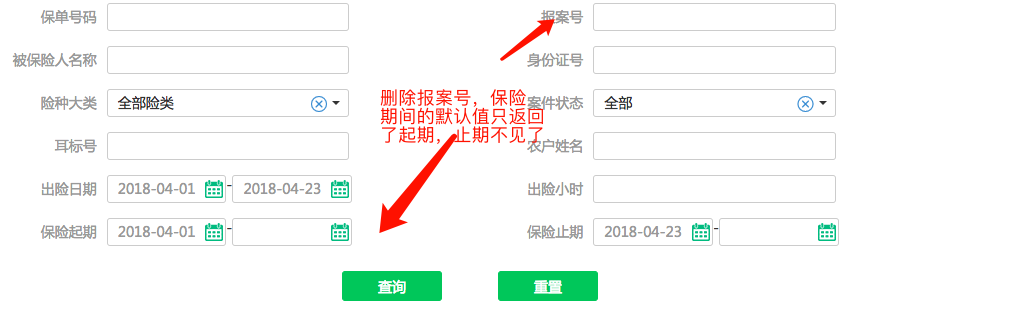 保单号码 报案号
被保险人名称 身份证号
险种大类 全部险类 案件状态 全部
删除报案号，保险
期间的默认值只返回
了起期，止期不见了
耳标号 农户姓名
出险日期 2018-04-01 - 2018-04-23 出险小时
保险起期 2018-04-01 - 保险止期 2018-04-23 -
查询 重置